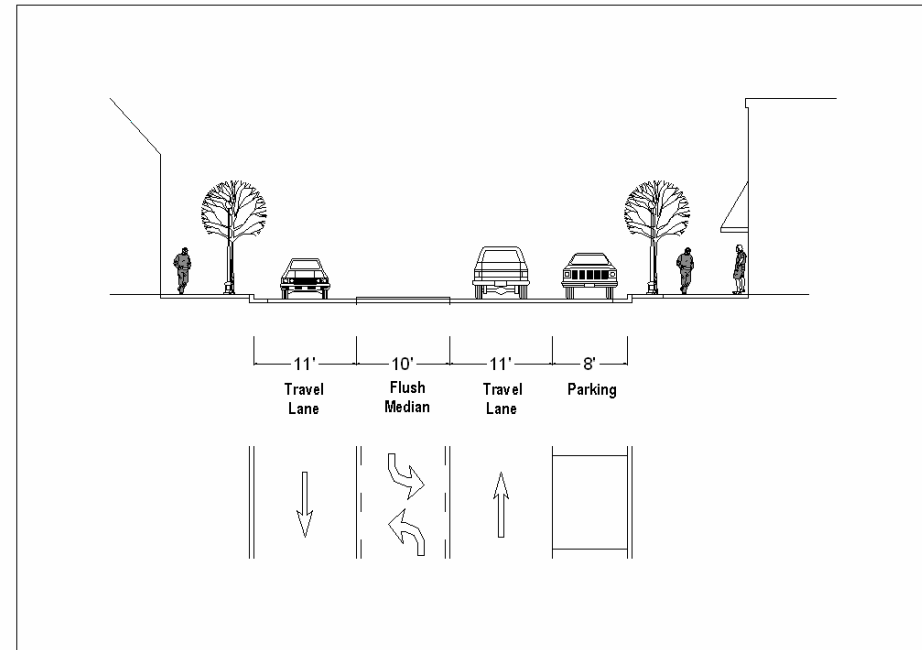 11' 10' 11' 8'
Travel Lane
Flush Median
Travel Lane
Parking